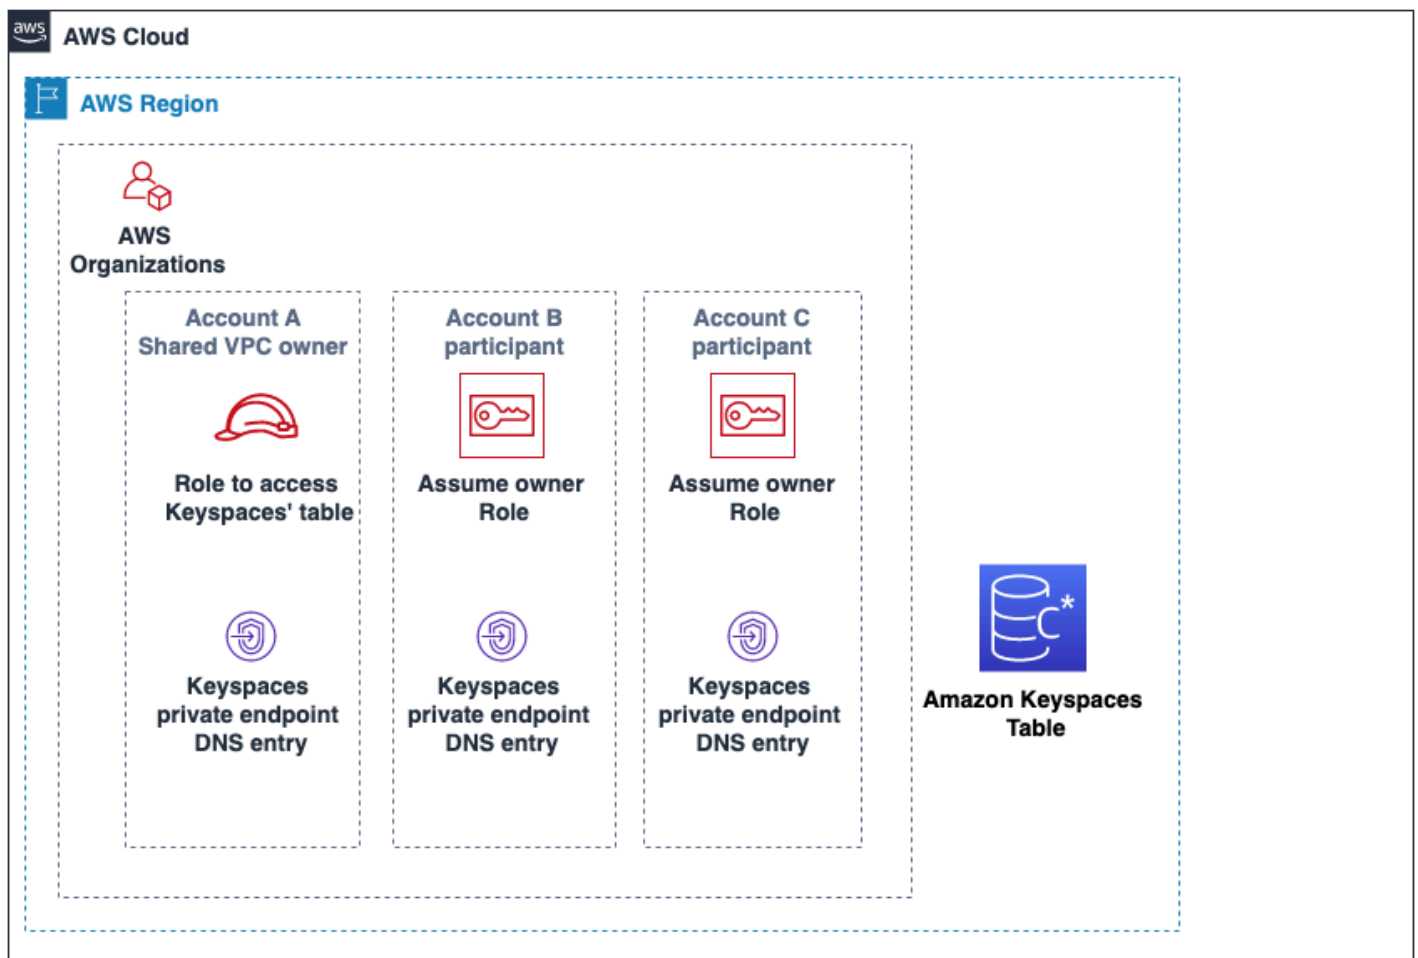 aws
AWS Cloud
AWS Region
AWS
Organizations
Account A
Shared VPC owner
Role to access
Keyspaces' table
Keyspaces
private endpoint
DNS entry
Account B
participant
Assume owner
Role
Keyspaces
private endpoint
DNS entry
Account C
participant
Assume owner
Role
Keyspaces
private endpoint
DNS entry
C*
Amazon Keyspaces
Table